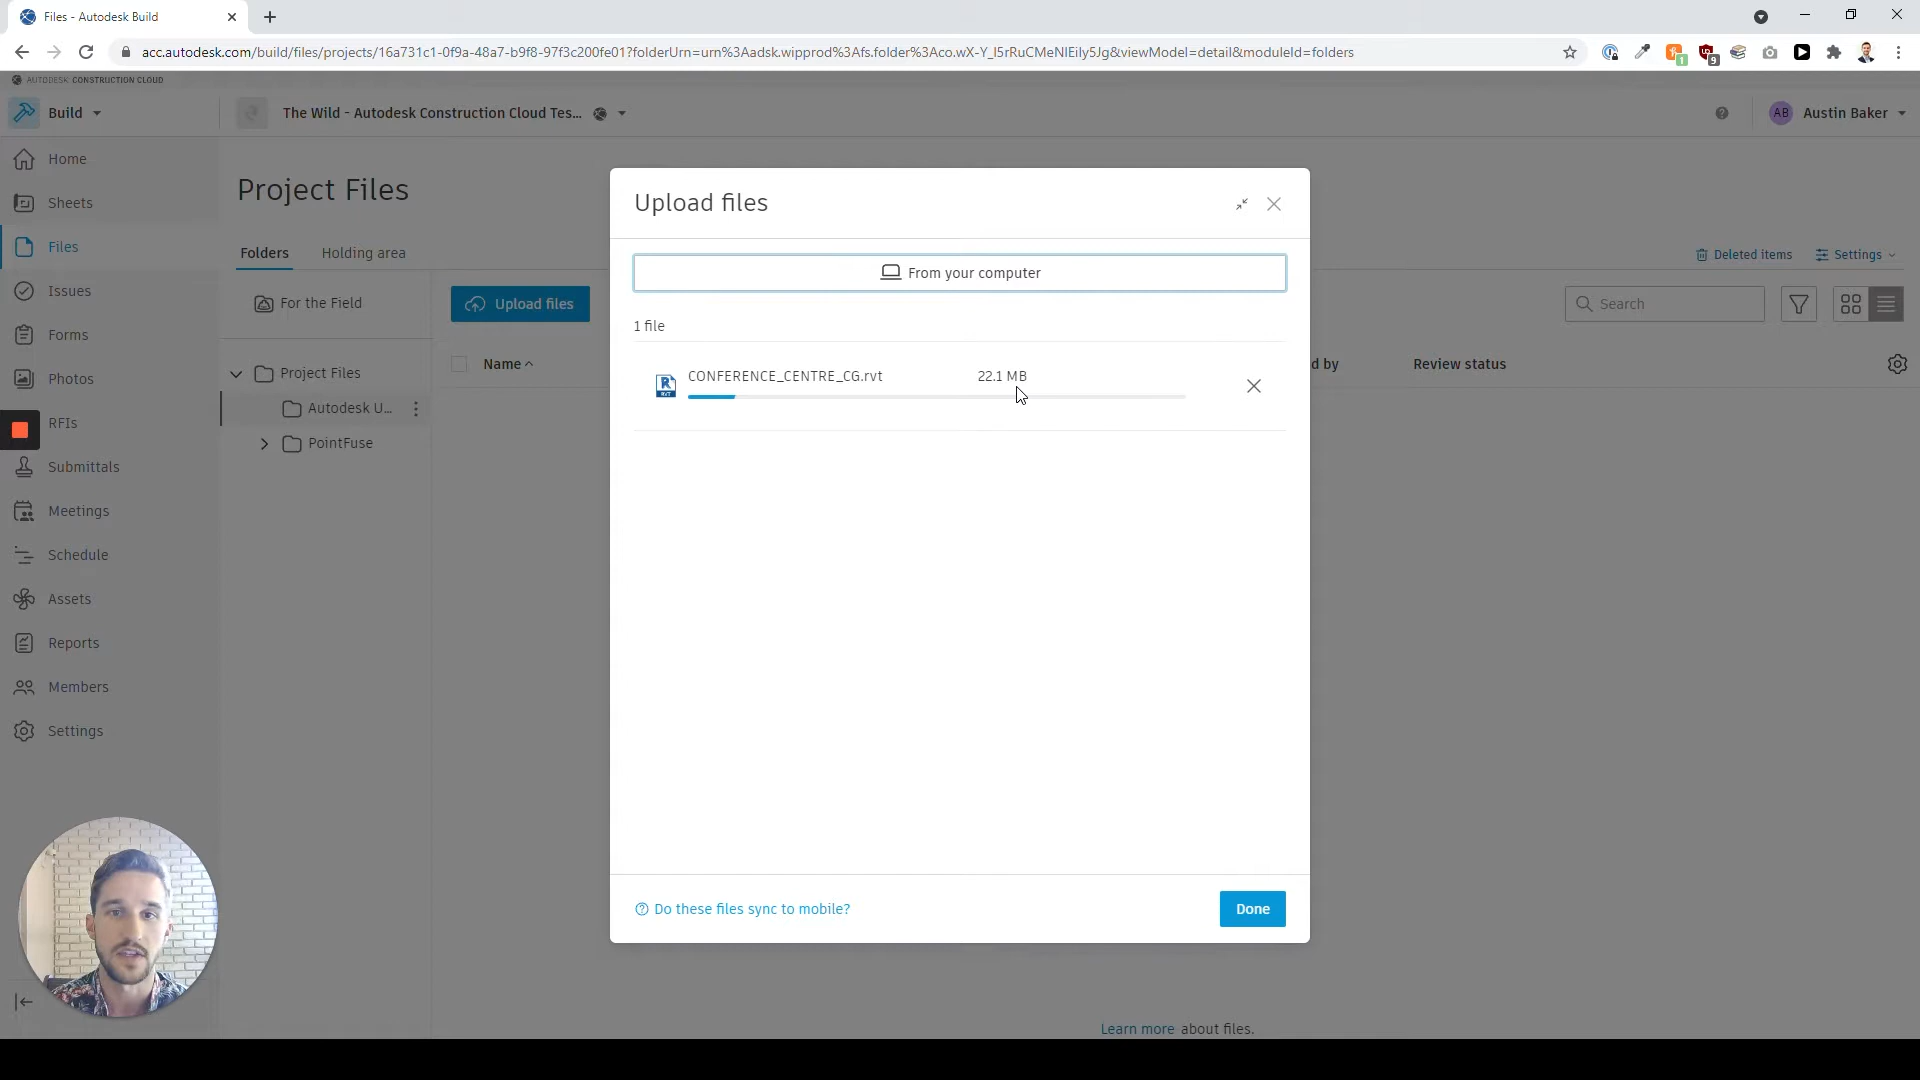 Files - Autodesk Build
acc.autodesk.com/build/files/projects/16a731c1-0f9a-48a7-b9f8-97f3c200fe01?folderUrn=urn%3Aadsk.wipprod%3Afs.folder%3Aco.wX-Y_I5rRuCMeNIEily5Jg&viewModel=detail&moduleId=folders
1
9
AUTODESK CONSTRUCTION CLOUD
Build
The Wild - Autodesk Construction Cloud Tes...
AB Austin Baker
Home
Sheets
Files
Issues
Forms
Photos
RFIs
Submittals
Meetings
Schedule
Assets
Reports
Members
Settings
Project Files
Folders
Holding area
Deleted items
Settings
For the Field
Project Files
Autodesk U...
PointFuse
Upload files
Search
Name
d by
Review status
Upload files
From your computer
1 file
CONFERENCE_CENTRE_CG.rvt
22.1 MB
R
RVT
Do these files sync to mobile?
Done
Learn more about files.